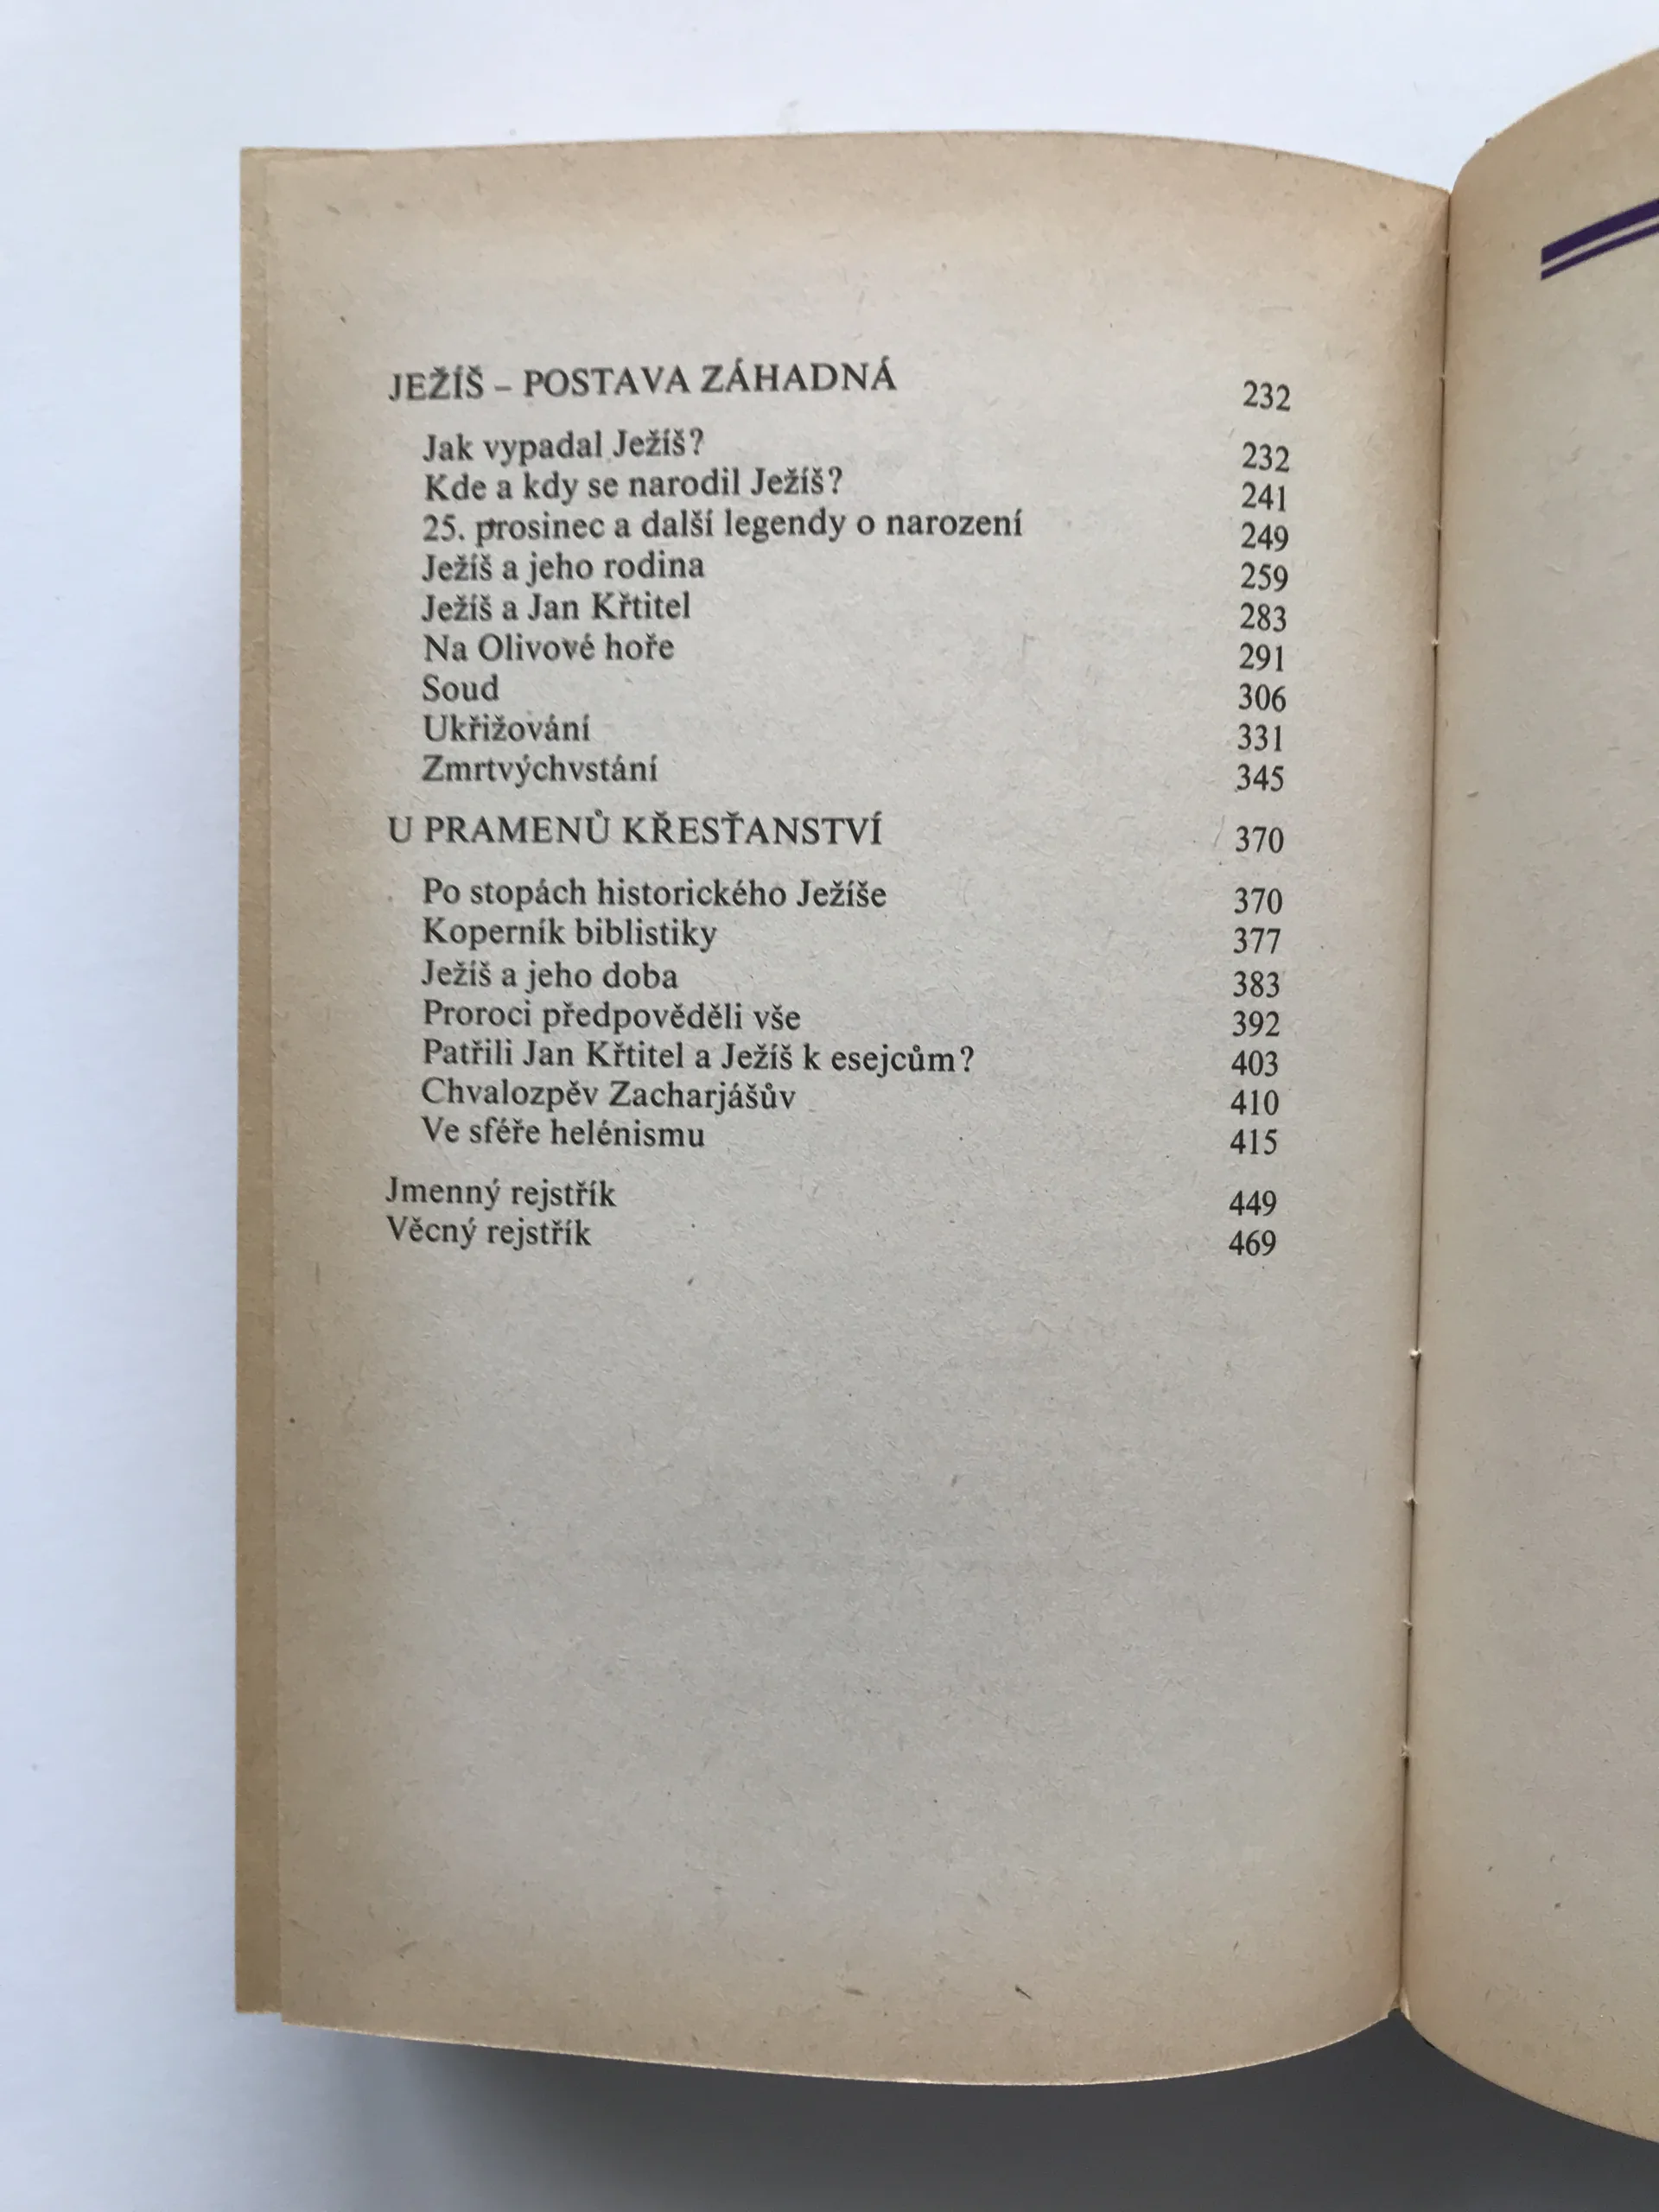 JEŽÍŠ – POSTAVA ZÁHADNÁ 232
Jak vypadal Ježíš? 232
Kde a kdy se narodil Ježíš? 241
25. prosinec a další legendy o narození 249
Ježíš a jeho rodina 259
Ježíš a Jan Křtitel 283
Na Olivové hoře 291
Soud 306
Ukřižování 331
Zmrtvýchvstání 345
U PRAMENŮ KŘESŤANSTVÍ 370
Po stopách historického Ježíše 370
Koperník biblistiky 377
Ježíš a jeho doba 383
Proroci předpověděli vše 392
Patřili Jan Křtitel a Ježíš k esejcům? 403
Chvalozpěv Zacharjášův 410
Ve sféře helénismu 415
Jmenný rejstřík 449
Věcný rejstřík 469